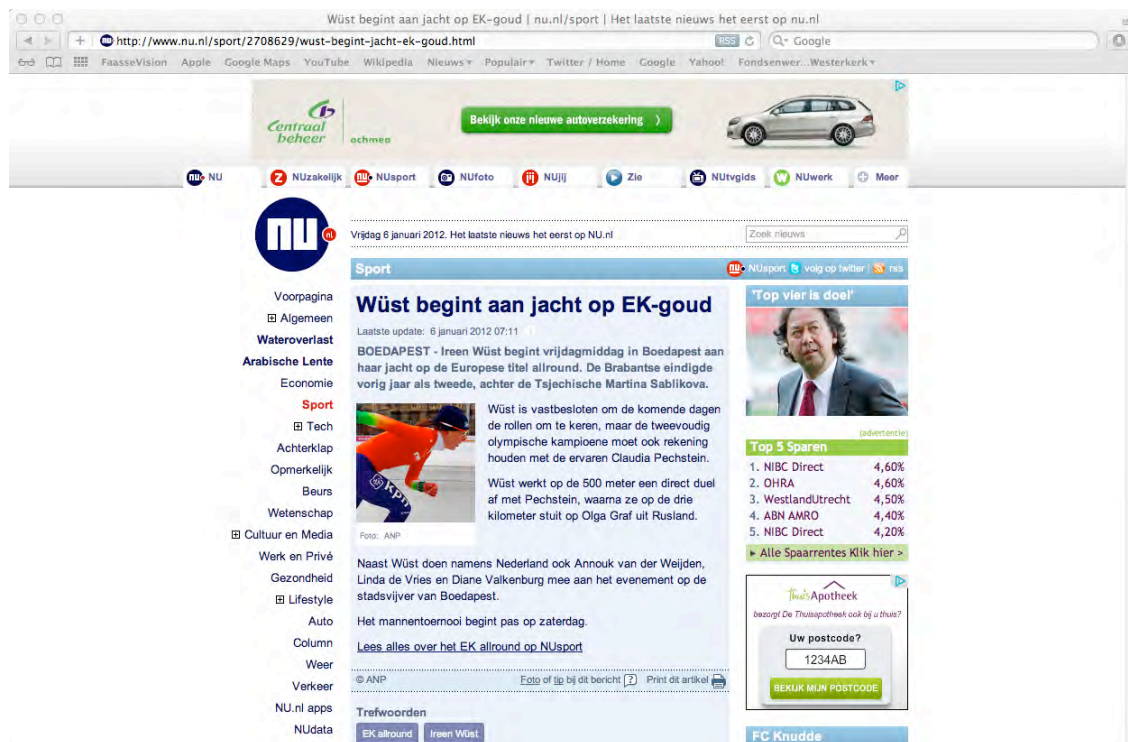 Wüst begint aan jacht op EK-goud | nu.nl/sport | Het laatste nieuws het eerst op nu.nl
http://www.nu.nl/sport/2708629/wust-begint-jacht-ek-goud.html
RSS
Google
FaasseVision Apple Google Maps YouTube Wikipedia Nieuws Populair Twitter / Home Google Yahoo! Fondsenwer...Westerkerk
Centraal
beheer achmea
Bekijk onze nieuwe autoverzekering
NU NUzakelijk NUsport NUfoto NUjij Zie NUtvgids NUwerk Meer
nu
nl
Vrijdag 6 januari 2012. Het laatste nieuws het eerst op NU.nl
Zoek nieuws
Sport
NUsport volg op twitter | rss
Voorpagina
Algemeen
Wateroverlast
Arabische Lente
Economie
Sport
Tech
Achterklap
Opmerkelijk
Beurs
Wetenschap
Cultuur en Media
Werk en Privé
Gezondheid
Lifestyle
Auto
Column
Weer
Verkeer
NU.nl apps
NUdata
Wüst begint aan jacht op EK-goud
Laatste update: 6 januari 2012 07:11
BOEDAPEST - Ireen Wüst begint vrijdagmiddag in Boedapest aan
haar jacht op de Europese titel allround. De Brabantse eindigde
vorig jaar als tweede, achter de Tsjechische Martina Sablikova.
kpn
Foto: ANP
Wüst is vastbesloten om de komende dagen
de rollen om te keren, maar de tweevoudig
olympische kampioene moet ook rekening
houden met de ervaren Claudia Pechstein.
Wüst werkt op de 500 meter een direct duel
af met Pechstein, waarna ze op de drie
kilometer stuit op Olga Graf uit Rusland.
Naast Wüst doen namens Nederland ook Annouk van der Weijden,
Linda de Vries en Diane Valkenburg mee aan het evenement op de
stadsvijver van Boedapest.
Het mannentoernooi begint pas op zaterdag.
Lees alles over het EK allround op NUsport
© ANP
Foto of tip bij dit bericht ? Print dit artikel
Trefwoorden
EK allround Ireen Wüst
'Top vier is doel'
(advertentie)
Top 5 Sparen
1. NIBC Direct 4,60%
2. OHRA 4,60%
3. WestlandUtrecht 4,50%
4. ABN AMRO 4,40%
5. NIBC Direct 4,20%
Alle Spaarrentes Klik hier >
ThuisApotheek
bezorgt De Thuisapotheek ook bij u thuis?
Uw postcode?
1234AB
BEKIJK MIJN POSTCODE
FC Knudde